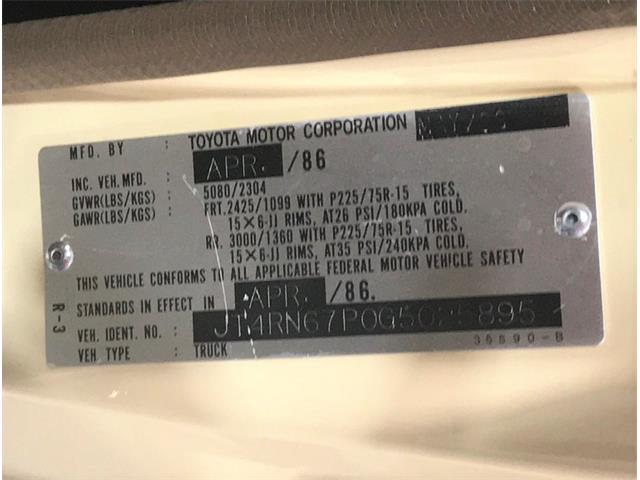 MFD. BY : TOYOTA MOTOR CORPORATION
INC. VEH. MFD. : APR. /86
GVWR(LBS/KGS) : 5080/2304
GAWR(LBS/KGS) : FRT. 2425/1099 WITH P225/75R-15 TIRES,
15×6-JJ RIMS, AT26 PSI/180KPA COLD.
RR. 3000/1360 WITH P225/75R-15 TIRES,
15×6-JJ RIMS, AT35 PSI/240KPA COLD.
THIS VEHICLE CONFORMS TO ALL APPLICABLE FEDERAL MOTOR VEHICLE SAFETY
STANDARDS IN EFFECT IN APR. /86.
VEH. IDENT. NO. : JT4RN67P0G5025895
VEH TYPE : TRUCK
36890-B
R-3